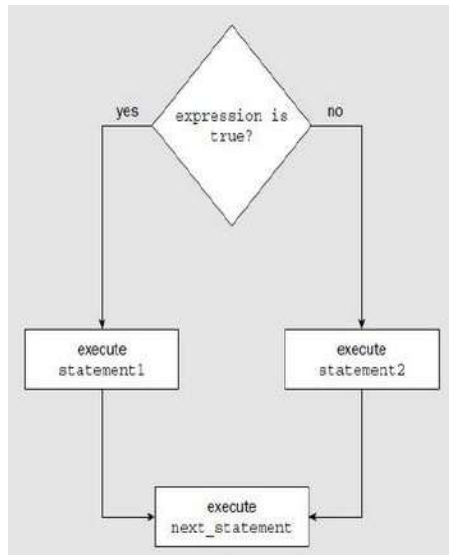 expression is
true?
yes
no
execute
statement1
execute
statement2
execute
next_statement